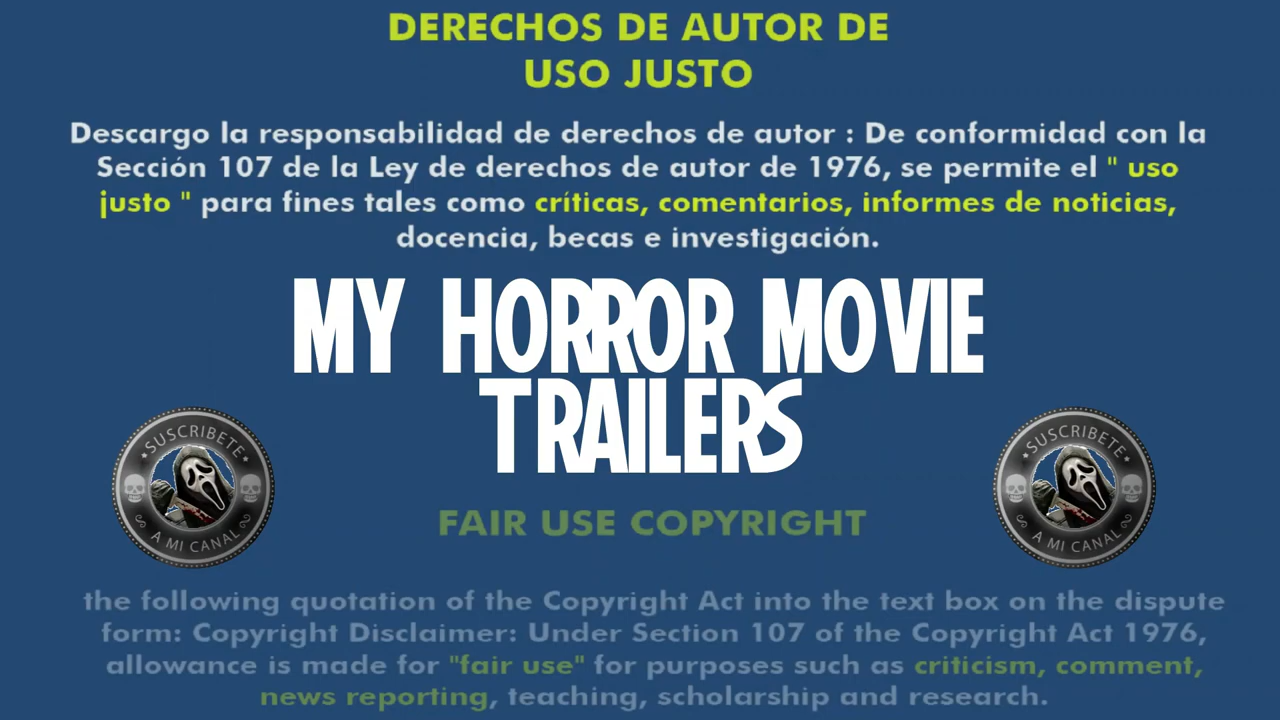 DERECHOS DE AUTOR DE
USO JUSTO
Descargo la responsabilidad de derechos de autor : De conformidad con la
Sección 107 de la Ley de derechos de autor de 1976, se permite el " uso
justo " para fines tales como críticas, comentarios, informes de noticias,
docencia, becas e investigación.
MY HORROR MOVIE
TRAILERS
SUSCRIBETE
A MI CANAL
SUSCRIBETE
A MI CANAL
FAIR USE COPYRIGHT
the following quotation of the Copyright Act into the text box on the dispute
form: Copyright Disclaimer: Under Section 107 of the Copyright Act 1976,
allowance is made for "fair use" for purposes such as criticism, comment,
news reporting, teaching, scholarship and research.